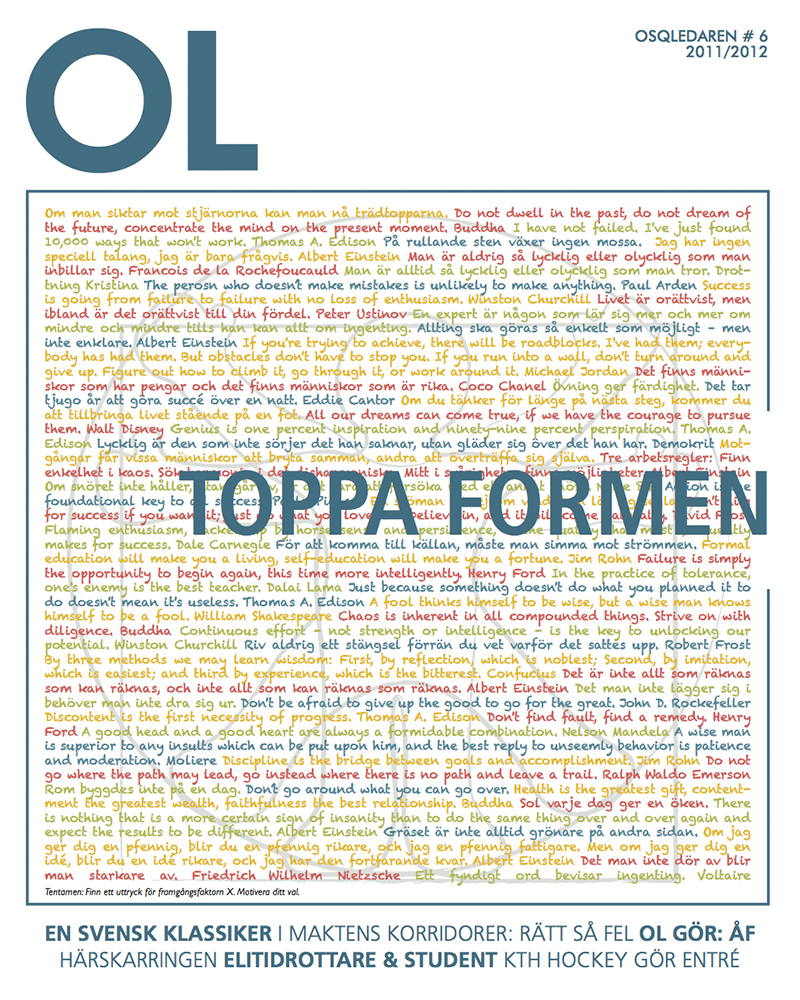 OL
OSQLEDAREN # 6
2011/2012
Om man siktar mot stjärnorna kan man nå trädtopparna. Do not dwell in the past, do not dream of
the future, concentrate the mind on the present moment. Buddha I have not failed. I've just found
10,000 ways that won't work. Thomas A. Edison På rullande sten växer ingen mossa. Jag har ingen
speciell talang, jag är bara frågvis. Albert Einstein Man är aldrig så lycklig eller olycklig som man
inbillar sig. Francois de la Rochefoucauld Man är alltid så lycklig eller olycklig som man tror. Drot-
tning Kristina The perosn who doesn't make mistakes is unlikely to make anything. Paul Arden Success
is going from failure to failure with no loss of enthusiasm. Winston Churchill Livet är orättvist, men
ibland är det orättvist till din fördel. Peter Ustinov En expert är någon som lär sig mer och mer om
mindre och mindre tills han kan allt om ingenting. Allting ska göras så enkelt som möjligt – men
inte enklare. Albert Einstein If you're trying to achieve, there will be roadblocks. I've had them; every-
body has had them. But obstacles don't have to stop you. If you run into a wall, don't turn around and
give up. Figure out how to climb it, go through it, or work around it. Michael Jordan Det finns männi-
skor som har pengar och det finns människor som är rika. Coco Chanel Övning ger färdighet. Det tar
tjugo år att göra succé över en natt. Eddie Cantor Om du tänker för länge på nästa steg, kommer du
att tillbringa livet stående på en fot. All our dreams can come true, if we have the courage to pursue
them. Walt Disney Genius is one percent inspiration and ninety-nine percent perspiration. Thomas A.
Edison Lycklig är den som inte sörjer det han saknar, utan gläder sig över det han har. Demokrit Mot-
gångar får vissa människor att bryta samman, andra att överträffa sig själva. Tre arbetsregler: Finn
enkelhet i kaos. Sök harmoni i det disharmoniska. Mitt i svårigheter finns möjligheter. Albert Einstein
Om snöret inte håller,
foundational key to all success. Pablo
for success if you want it; just do what you love
TOPPA FORMEN
Flaming enthusiasm, backed up by horse sense and persistence,
makes for success. Dale Carnegie För att komma till källan, måste man simma mot strömmen. Formal
education will make you a living, self-education will make you a fortune. Jim Rohn Failure is simply
the opportunity to begin again, this time more intelligently. Henry Ford In the practice of tolerance,
one's enemy is the best teacher. Dalai Lama Just because something doesn't do what you planned it to
do doesn't mean it's useless. Thomas A. Edison A fool thinks himself to be wise, but a wise man knows
himself to be a fool. William Shakespeare Chaos is inherent in all compounded things. Strive on with
diligence. Buddha Continuous effort – not strength or intelligence – is the key to unlocking our
potential. Winston Churchill Riv aldrig ett stängsel förrän du vet varför det sattes upp. Robert Frost
By three methods we may learn wisdom: First, by reflection, which is noblest; Second, by imitation,
which is easiest; and third by experience, which is the bitterest. Confucius Det är inte allt som räknas
som kan räknas, och inte allt som kan räknas som räknas. Albert Einstein Det man inte lägger sig i
behöver man inte dra sig ur. Don't be afraid to give up the good to go for the great. John D. Rockefeller
Discontent is the first necessity of progress. Thomas A. Edison Don't find fault, find a remedy. Henry
Ford A good head and a good heart are always a formidable combination. Nelson Mandela A wise man
is superior to any insults which can be put upon him, and the best reply to unseemly behavior is patience
and moderation. Moliere Discipline is the bridge between goals and accomplishment. Jim Rohn Do not
go where the path may lead, go instead where there is no path and leave a trail. Ralph Waldo Emerson
Rom byggdes inte på en dag. Don't go around what you can go over. Health is the greatest gift, content-
ment the greatest wealth, faithfulness the best relationship. Buddha Sol varje dag ger en öken. There
is nothing that is a more certain sign of insanity than to do the same thing over and over again and
expect the results to be different. Albert Einstein Gräset är inte alltid grönare på andra sidan. Om jag
ger dig en pfennig, blir du en pfennig rikare, och jag en pfennig fattigare. Men om jag ger dig en
idé, blir du en idé rikare, och jag har den fortfarande kvar. Albert Einstein Det man inte dör av blir
man starkare av. Friedrich Wilhelm Nietzsche Ett fyndigt ord bevisar ingenting. Voltaire
Tentamen: Finn ett uttryck för framgångsfaktorn X. Motivera ditt val.
EN SVENSK KLASSIKER I MAKTENS KORRIDORER: RÄTT SÅ FEL OL GÖR: ÅF
HÄRSKARRINGEN ELITIDROTTARE & STUDENT KTH HOCKEY GÖR ENTRÉ